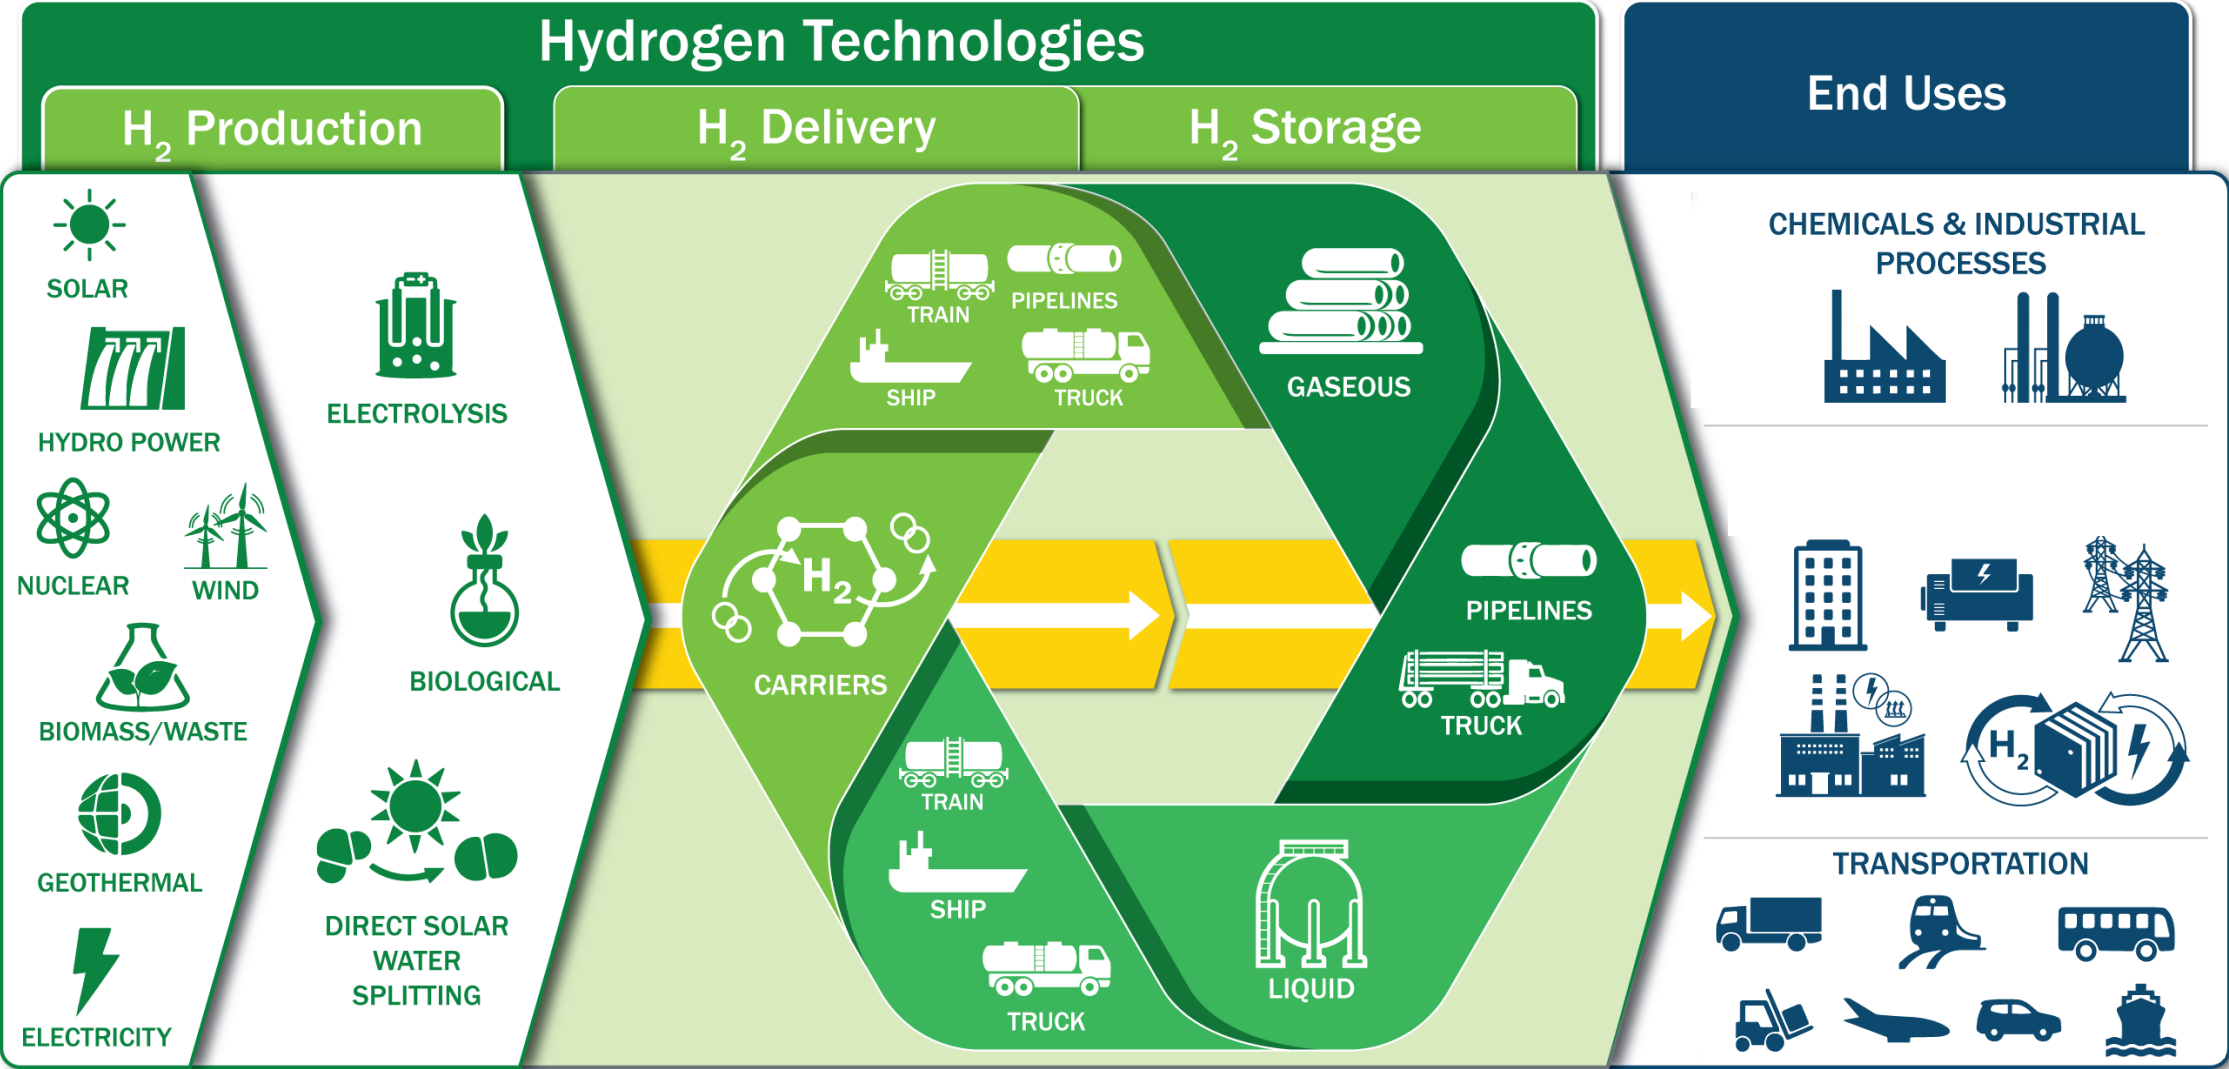 Hydrogen Technologies
End Uses
H₂ Production
H₂ Delivery
H₂ Storage
SOLAR
HYDRO POWER
NUCLEAR
WIND
BIOMASS/WASTE
GEOTHERMAL
ELECTRICITY
ELECTROLYSIS
BIOLOGICAL
DIRECT SOLAR
WATER
SPLITTING
TRAIN
PIPELINES
SHIP
TRUCK
H₂
CARRIERS
TRAIN
SHIP
TRUCK
GASEOUS
PIPELINES
TRUCK
LIQUID
CHEMICALS & INDUSTRIAL
PROCESSES
H₂
TRANSPORTATION